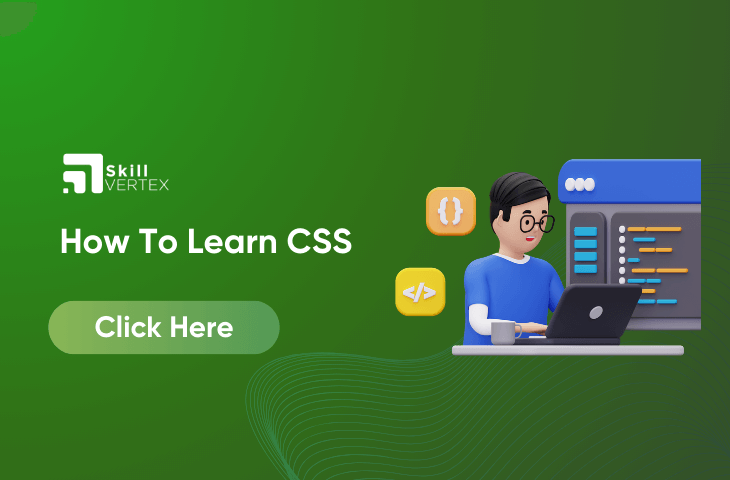 Skill
VERTEX
How To Learn CSS
Click Here
{}
</>